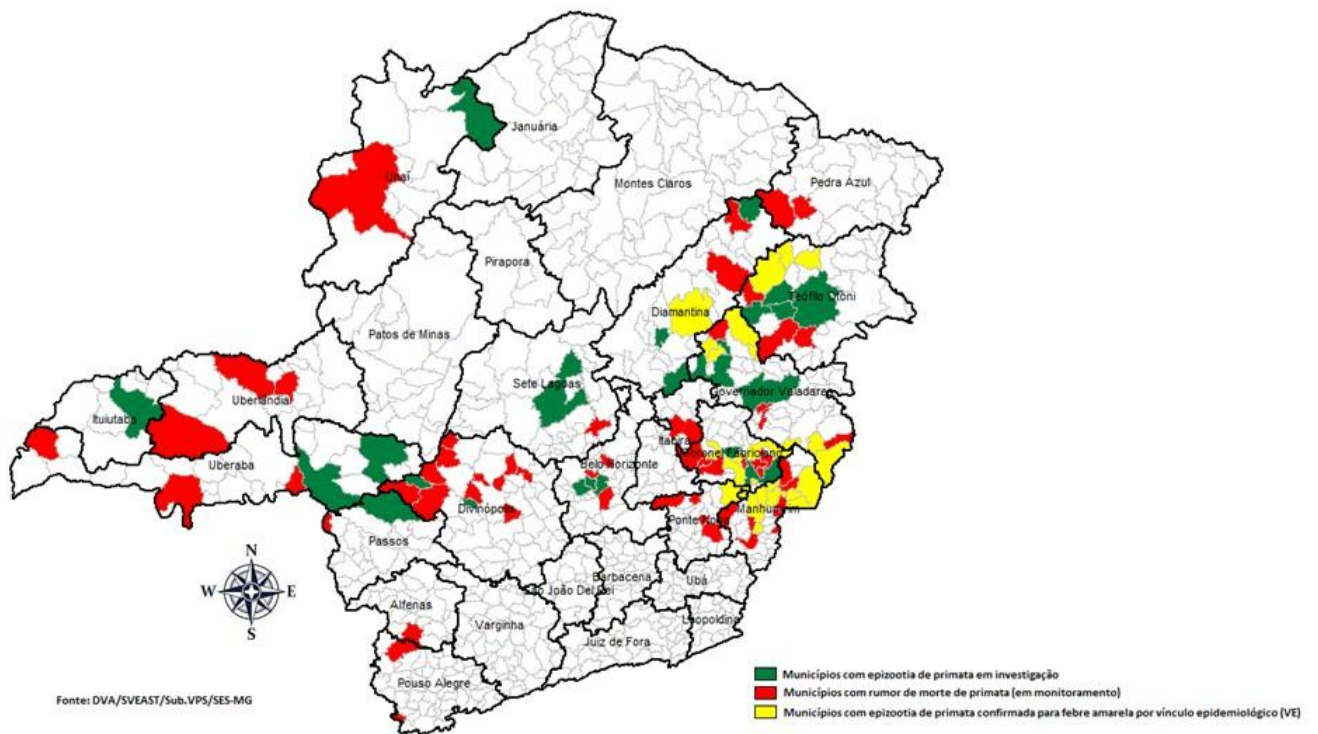 Januária
Unaí
Montes Claros
Pedra Azul
Pirapora
Teófilo Otoni
Diamantina
Patos de Minas
Sete Lagoas
Governador Valadares
Uberlandia
Ituiutaba
Itabira
Coronel Fabriciano
Uberaba
Belo Horizonte
Divinópolis
Ponte Nova
Manhumirim
Passos
N
W E
S
Barbacena
Ubá
São João Del Rei
Alfenas
Varginha
Leopoldina
Juiz de Fora
Pouso Alegre
Municípios com epizootia de primata em investigação
Municípios com rumor de morte de primata (em monitoramento)
Municípios com epizootia de primata confirmada para febre amarela por vínculo epidemiológico (VE)
Fonte: DVA/SVEAST/Sub.VPS/SES-MG